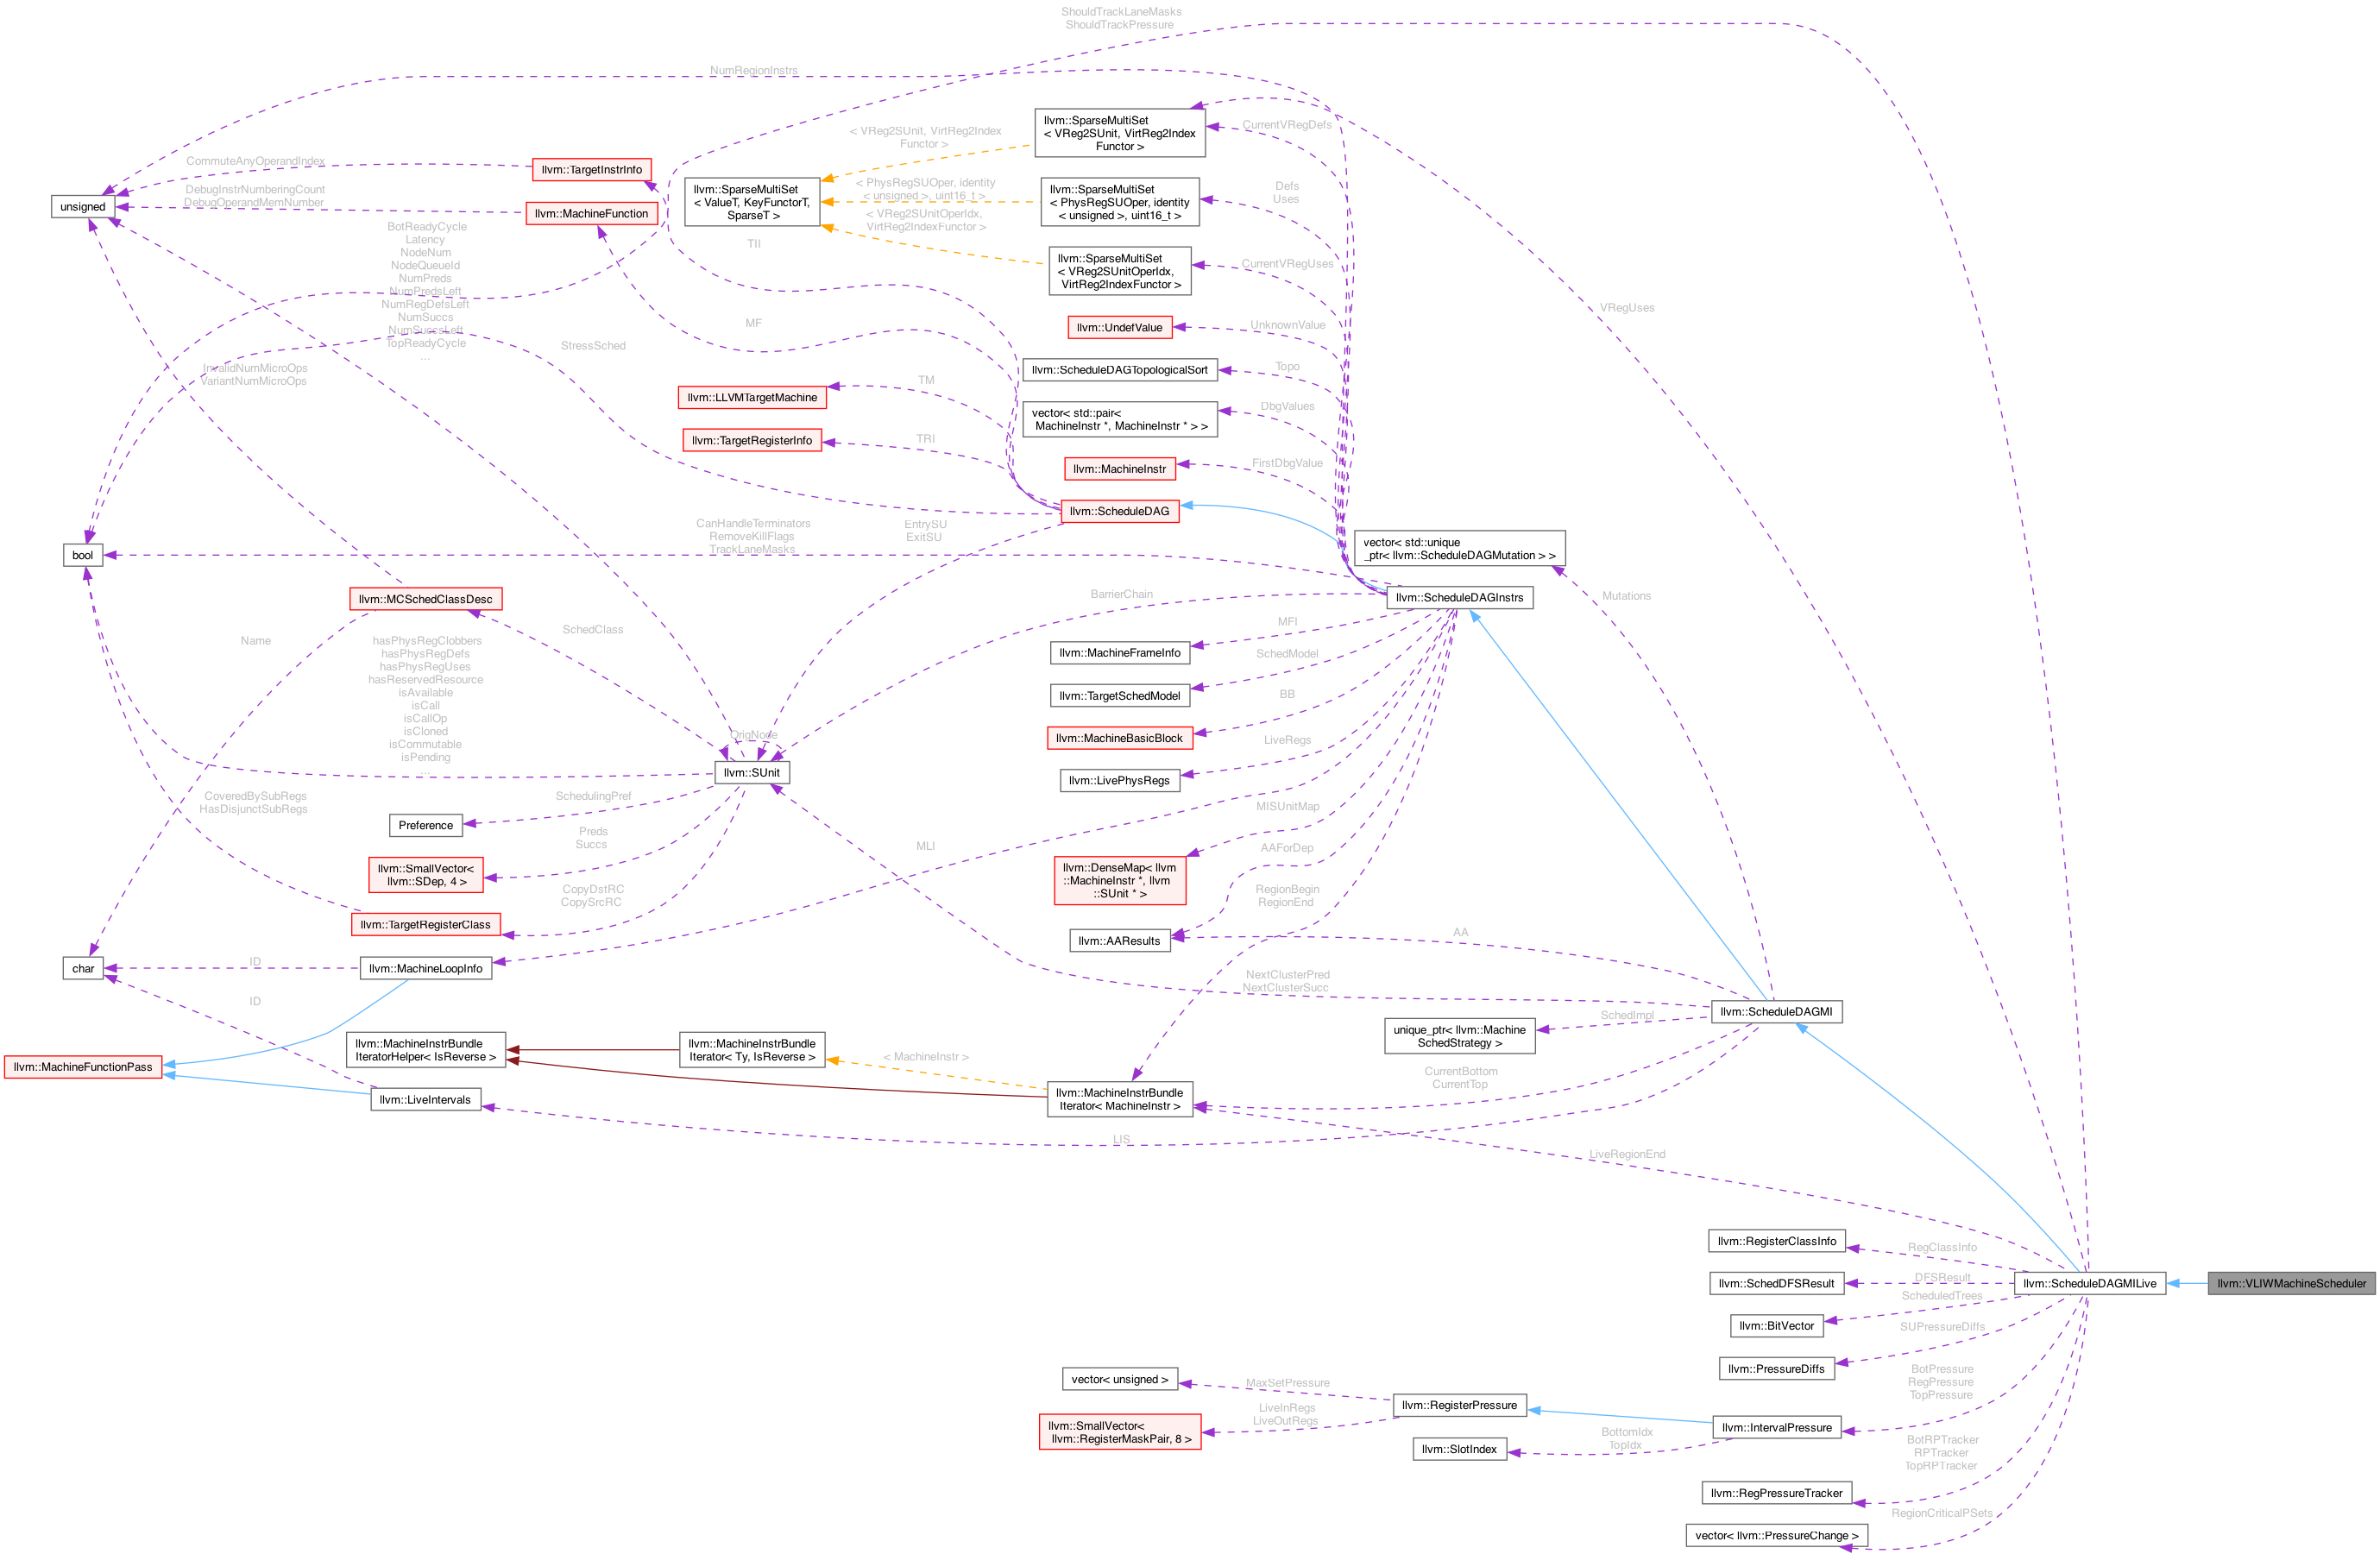 ShouldTrackLaneMasks
ShouldTrackPressure
NumRegionInstrs
llvm::SparseMultiSet
< VReg2SUnit, VirtReg2Index
Functor >
CurrentVRegDefs
< VReg2SUnit, VirtReg2Index
Functor >
CommuteAnyOperandIndex
llvm::TargetInstrInfo
unsigned
DebugInstrNumberingCount
DebugOperandMemNumber
llvm::MachineFunction
llvm::SparseMultiSet
< ValueT, KeyFunctorT,
SparseT >
< PhysRegSUOper, identity
< unsigned >, uint16_t >
llvm::SparseMultiSet
< PhysRegSUOper, identity
< unsigned >, uint16_t >
Defs
Uses
< VReg2SUnitOperIdx,
VirtReg2IndexFunctor >
BotReadyCycle
Latency
NodeNum
NodeQueueId
NumPreds
NumPredsLeft
NumRegDefsLeft
NumSuccs
NumSuccsLeft
TopReadyCycle
...
TII
llvm::SparseMultiSet
< VReg2SUnitOperIdx,
VirtReg2IndexFunctor >
CurrentVRegUses
VRegUses
MF
llvm::UndefValue
UnknownValue
StressSched
InvalidNumMicroOps
VariantNumMicroOps
llvm::ScheduleDAGTopologicalSort
Topo
llvm::LLVMTargetMachine
TM
vector< std::pair<
MachineInstr *, MachineInstr * > >
DbgValues
llvm::TargetRegisterInfo
TRI
llvm::MachineInstr
FirstDbgValue
llvm::ScheduleDAG
EntrySU
ExitSU
CanHandleTerminators
RemoveKillFlags
TrackLaneMasks
bool
vector< std::unique
_ptr< llvm::ScheduleDAGMutation > >
llvm::MCSchedClassDesc
BarrierChain
llvm::ScheduleDAGInstrs
Mutations
SchedClass
Name
MFI
llvm::MachineFrameInfo
hasPhysRegClobbers
hasPhysRegDefs
hasPhysRegUses
hasReservedResource
isAvailable
isCall
isCallOp
isCloned
isCommutable
isPending
...
SchedModel
llvm::TargetSchedModel
BB
llvm::MachineBasicBlock
OrigNode
llvm::SUnit
LiveRegs
llvm::LivePhysRegs
CoveredBySubRegs
HasDisjunctSubRegs
SchedulingPref
Preference
MISUnitMap
Preds
Succs
llvm::SmallVector<
llvm::SDep, 4 >
MLI
AAForDep
llvm::DenseMap< llvm
::MachineInstr *, llvm
::SUnit * >
CopyDstRC
CopySrcRC
llvm::TargetRegisterClass
RegionBegin
RegionEnd
llvm::AAResults
AA
char
ID
llvm::MachineLoopInfo
NextClusterPred
NextClusterSucc
ID
llvm::ScheduleDAGMI
SchedImpl
unique_ptr< llvm::Machine
SchedStrategy >
llvm::MachineInstrBundle
IteratorHelper< IsReverse >
llvm::MachineInstrBundle
Iterator< Ty, IsReverse >
< MachineInstr >
llvm::MachineFunctionPass
llvm::LiveIntervals
llvm::MachineInstrBundle
Iterator< MachineInstr >
CurrentBottom
CurrentTop
LIS
LiveRegionEnd
llvm::RegisterClassInfo
RegClassInfo
llvm::SchedDFSResult
DFSResult
llvm::ScheduleDAGMILive
llvm::VLIWMachineScheduler
ScheduledTrees
llvm::BitVector
SUPressureDiffs
llvm::PressureDiffs
vector< unsigned >
MaxSetPressure
BotPressure
RegPressure
TopPressure
llvm::RegisterPressure
LiveInRegs
LiveOutRegs
llvm::SmallVector<
llvm::RegisterMaskPair, 8 >
llvm::IntervalPressure
BottomIdx
TopIdx
llvm::SlotIndex
BotRPTracker
RPTracker
TopRPTracker
llvm::RegPressureTracker
RegionCriticalPSets
vector< llvm::PressureChange >